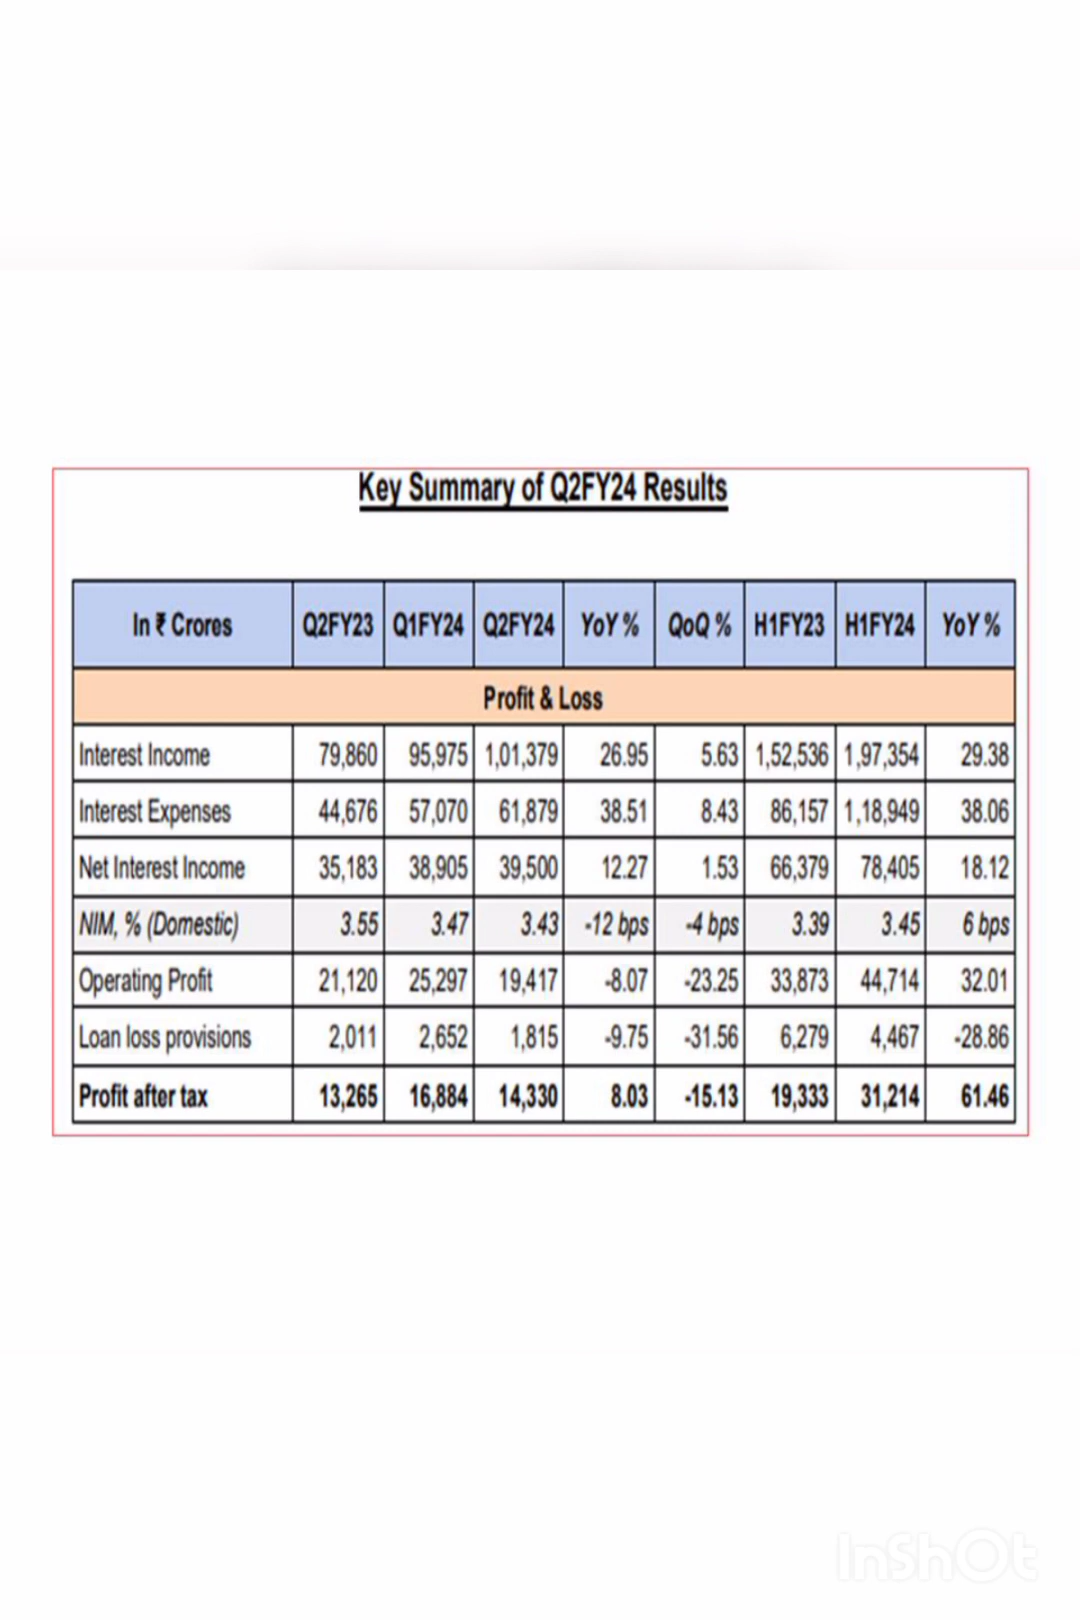 Key Summary of Q2FY24 Results
In ₹ Crores Q2FY23 Q1FY24 Q2FY24 YoY % QoQ % H1FY23 H1FY24 YoY %
Profit & Loss
Interest Income 79,860 95,975 1,01,379 26.95 5.63 1,52,536 1,97,354 29.38
Interest Expenses 44,676 57,070 61,879 38.51 8.43 86,157 1,18,949 38.06
Net Interest Income 35,183 38,905 39,500 12.27 1.53 66,379 78,405 18.12
NIM, % (Domestic) 3.55 3.47 3.43 -12 bps -4 bps 3.39 3.45 6 bps
Operating Profit 21,120 25,297 19,417 -8.07 -23.25 33,873 44,714 32.01
Loan loss provisions 2,011 2,652 1,815 -9.75 -31.56 6,279 4,467 -28.86
Profit after tax 13,265 16,884 14,330 8.03 -15.13 19,333 31,214 61.46
InShOt